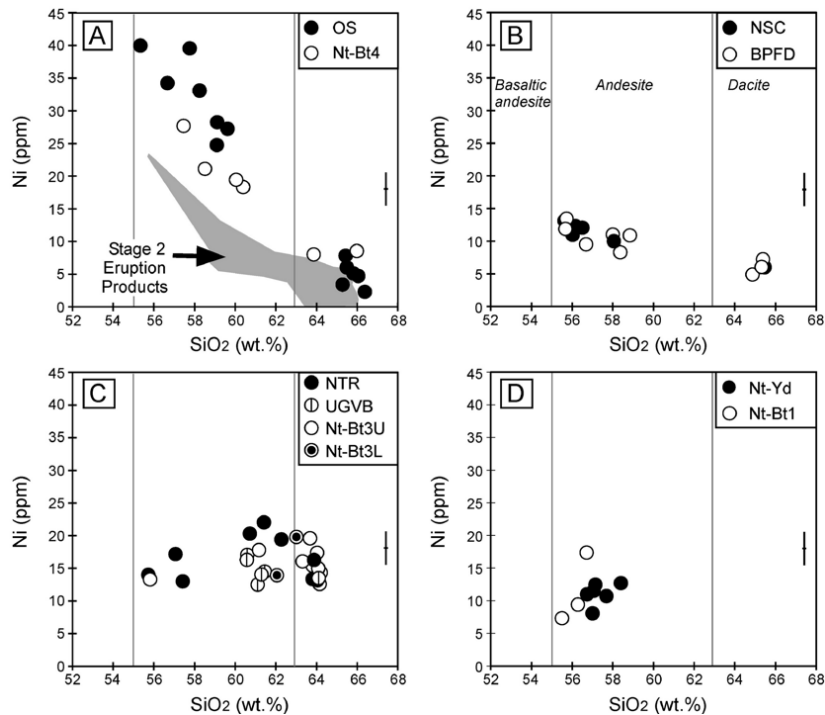 A
OS
Nt-Bt4
45
40
35
30
25
20
15
10
5
0
Ni (ppm)
Stage 2
Eruption
Products
52 54 56 58 60 62 64 66 68
SiO2 (wt.%)
B
NSC
BPFD
Basaltic
andesite
Andesite
Dacite
45
40
35
30
25
20
15
10
5
0
Ni (ppm)
52 54 56 58 60 62 64 66 68
SiO2 (wt.%)
C
NTR
UGVB
Nt-Bt3U
Nt-Bt3L
45
40
35
30
25
20
15
10
5
0
Ni (ppm)
52 54 56 58 60 62 64 66 68
SiO2 (wt.%)
D
Nt-Yd
Nt-Bt1
45
40
35
30
25
20
15
10
5
0
Ni (ppm)
52 54 56 58 60 62 64 66 68
SiO2 (wt.%)